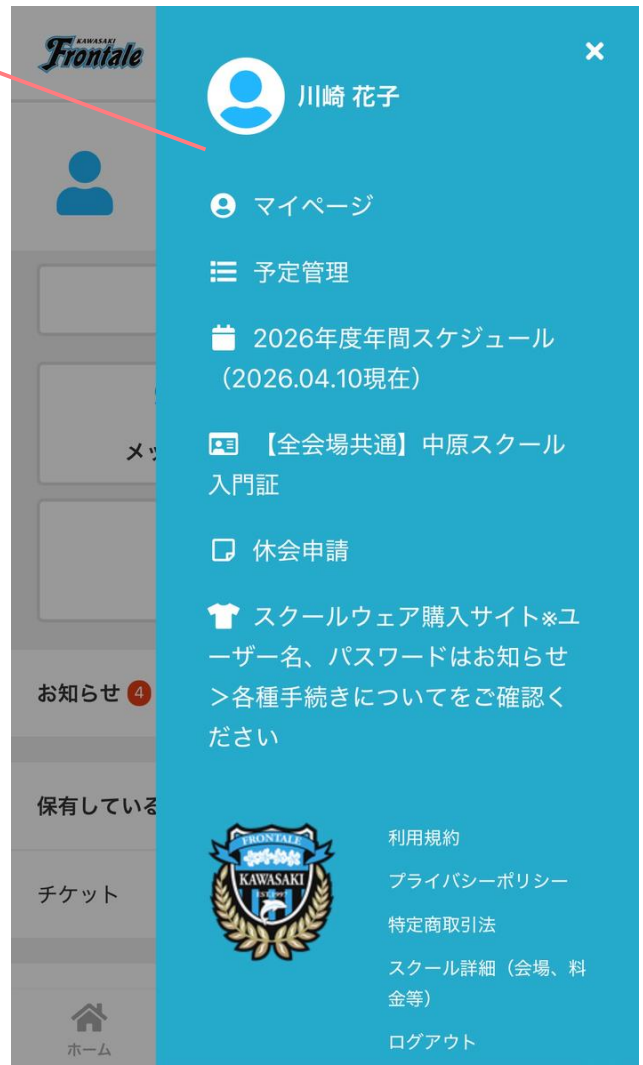 KAWASAKI
Frontale
川崎 花子
マイページ
予定管理
2026年度年間スケジュール
（2026.04.10現在）
【全会場共通】中原スクール
入門証
休会申請
スクールウェア購入サイト※ユ
ーザー名、パスワードはお知らせ
＞各種手続きについてをご確認く
ださい
メッ
お知らせ 4
保有している
チケット
ホーム
FRONTALE
KAWASAKI
EST. 1997
利用規約
プライバシーポリシー
特定商取引法
スクール詳細（会場、料
金等）
ログアウト